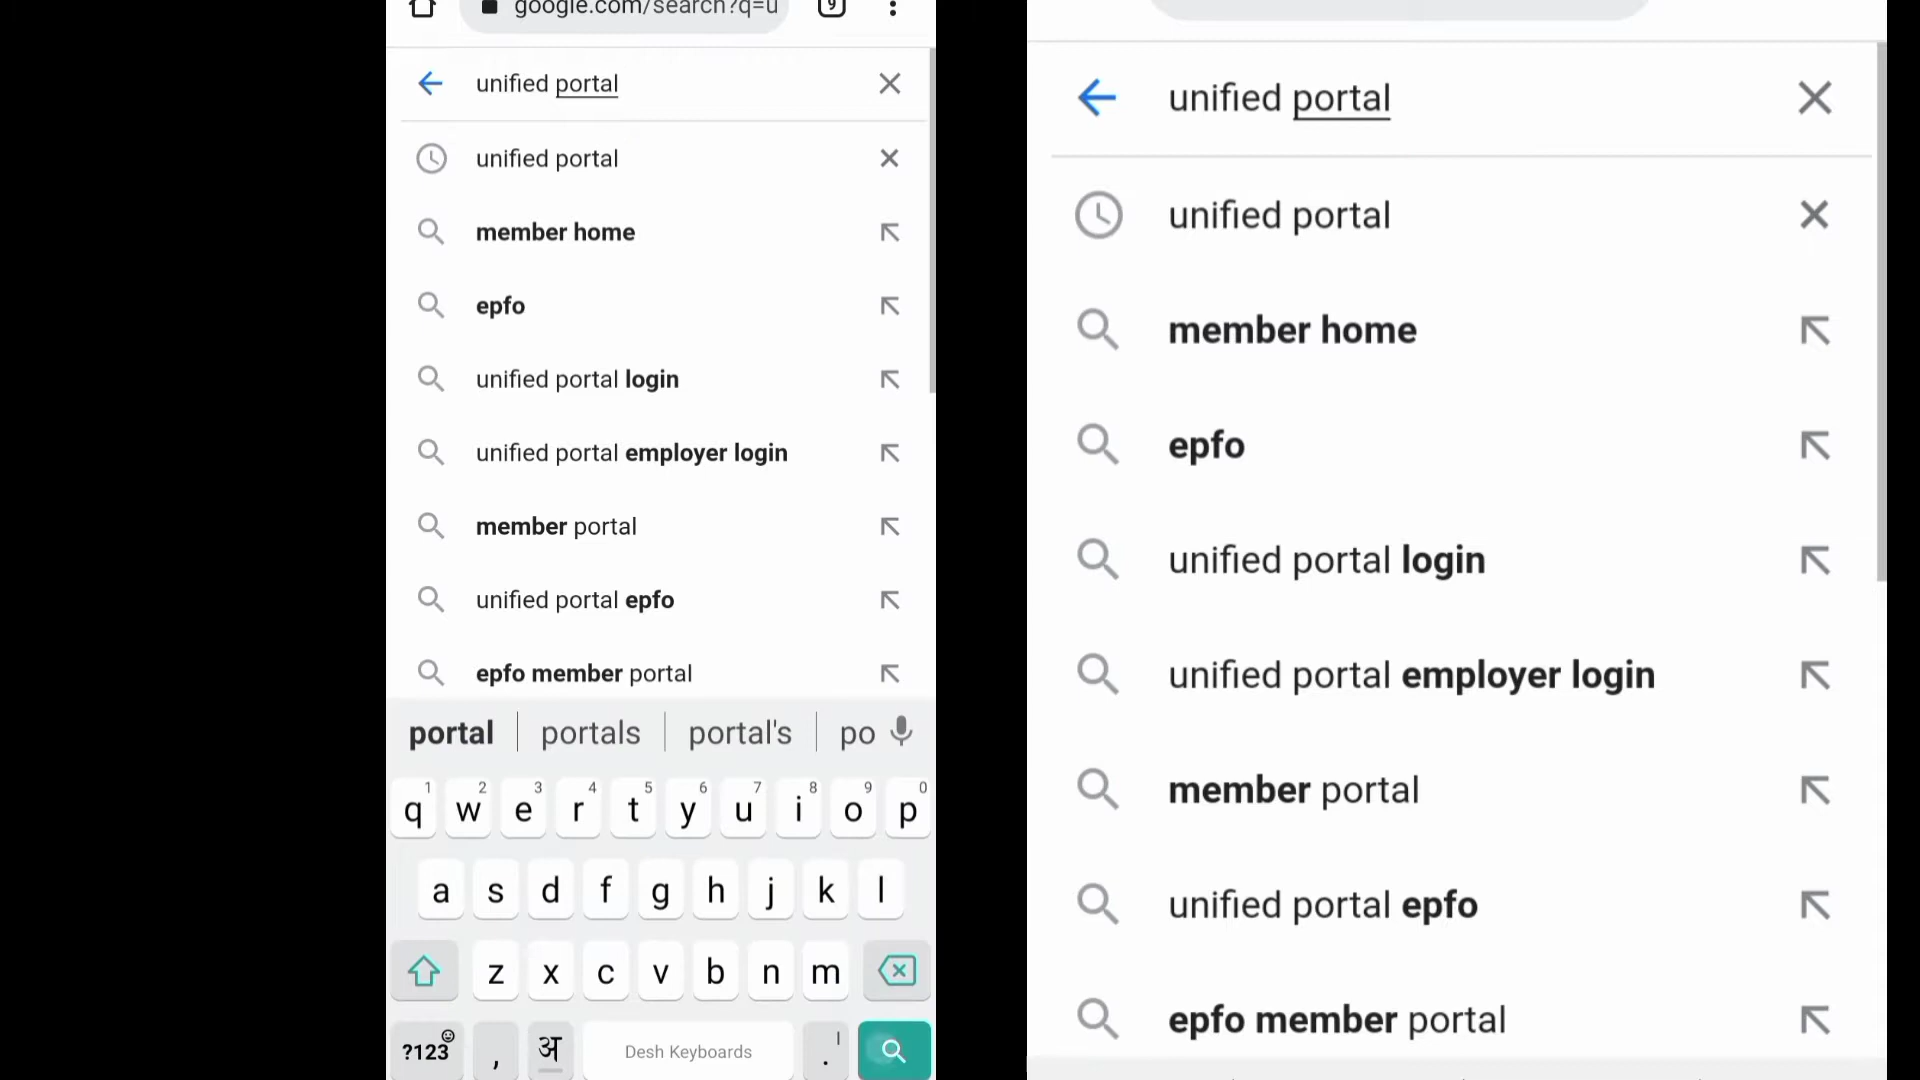 google.com/search?q=u
9
unified portal
unified portal
member home
epfo
unified portal login
unified portal employer login
member portal
unified portal epfo
epfo member portal
portal portals portal's po
1 2 3 4 5 6 7 8 9 0
q w e r t y u i o p
a s d f g h j k l
z x c v b n m
?123 , अ Desh Keyboards . |
unified portal
unified portal
member home
epfo
unified portal login
unified portal employer login
member portal
unified portal epfo
epfo member portal